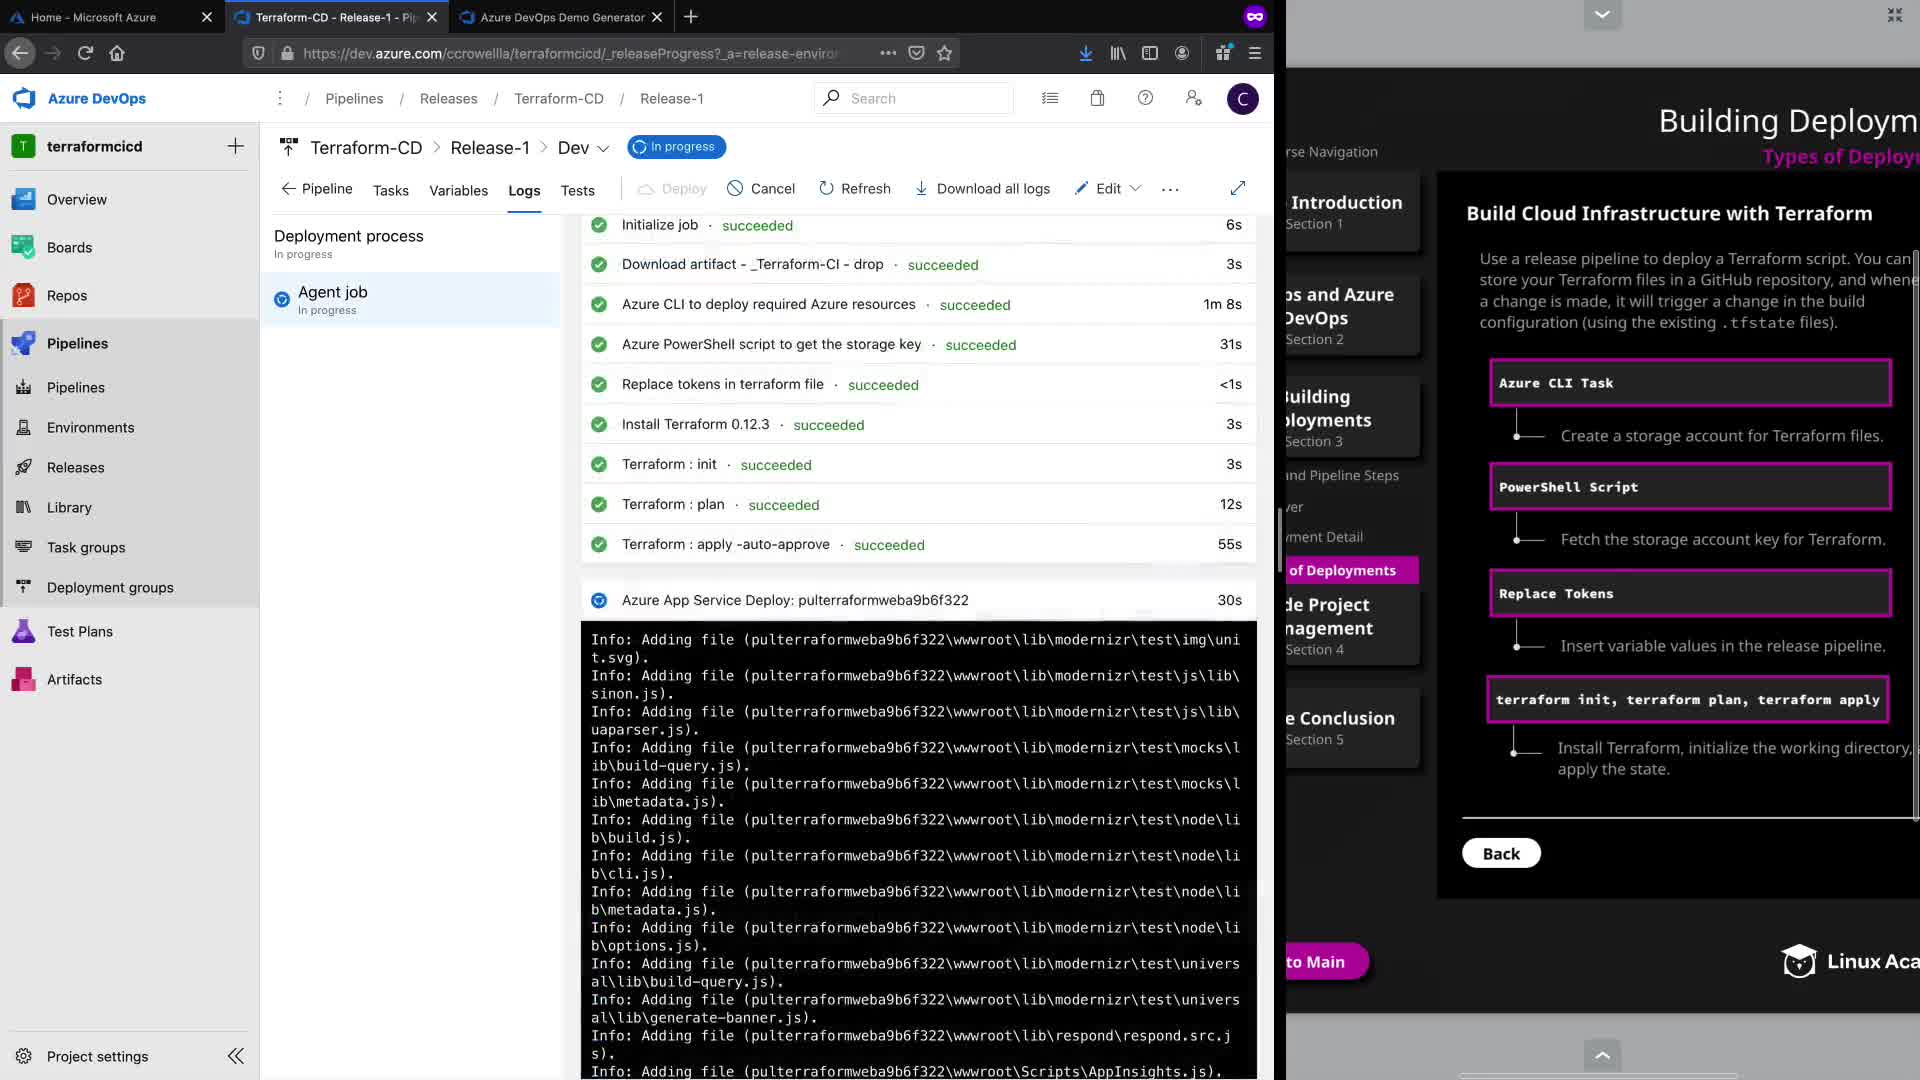 Home - Microsoft Azure
Terraform-CD - Release-1 - Pip
Azure DevOps Demo Generator
https://dev.azure.com/ccrowellla/terraformcicd/_releaseProgress?_a=release-environ
Azure DevOps
Pipelines / Releases / Terraform-CD / Release-1
Search
C
T terraformcicd
Overview
Boards
Repos
Pipelines
Pipelines
Environments
Releases
Library
Task groups
Deployment groups
Test Plans
Artifacts
Project settings
Terraform-CD > Release-1 > Dev
In progress
Pipeline
Tasks
Variables
Logs
Tests
Deploy
Cancel
Refresh
Download all logs
Edit
Deployment process
In progress
Agent job
In progress
Initialize job · succeeded 6s
Download artifact - _Terraform-CI - drop · succeeded 3s
Azure CLI to deploy required Azure resources · succeeded 1m 8s
Azure PowerShell script to get the storage key · succeeded 31s
Replace tokens in terraform file · succeeded <1s
Install Terraform 0.12.3 · succeeded 3s
Terraform : init · succeeded 3s
Terraform : plan · succeeded 12s
Terraform : apply -auto-approve · succeeded 55s
Azure App Service Deploy: pulterraformweba9b6f322 30s
Info: Adding file (pulterraformweba9b6f322\wwwroot\lib\modernizr\test\img\uni
t.svg).
Info: Adding file (pulterraformweba9b6f322\wwwroot\lib\modernizr\test\js\lib\
sinon.js).
Info: Adding file (pulterraformweba9b6f322\wwwroot\lib\modernizr\test\js\lib\
uaparser.js).
Info: Adding file (pulterraformweba9b6f322\wwwroot\lib\modernizr\test\mocks\l
ib\build-query.js).
Info: Adding file (pulterraformweba9b6f322\wwwroot\lib\modernizr\test\mocks\l
ib\metadata.js).
Info: Adding file (pulterraformweba9b6f322\wwwroot\lib\modernizr\test\node\li
b\build.js).
Info: Adding file (pulterraformweba9b6f322\wwwroot\lib\modernizr\test\node\li
b\cli.js).
Info: Adding file (pulterraformweba9b6f322\wwwroot\lib\modernizr\test\node\li
b\metadata.js).
Info: Adding file (pulterraformweba9b6f322\wwwroot\lib\modernizr\test\node\li
b\options.js).
Info: Adding file (pulterraformweba9b6f322\wwwroot\lib\modernizr\test\univers
al\lib\build-query.js).
Info: Adding file (pulterraformweba9b6f322\wwwroot\lib\modernizr\test\univers
al\lib\generate-banner.js).
Info: Adding file (pulterraformweba9b6f322\wwwroot\lib\respond\respond.src.j
s).
Info: Adding file (pulterraformweba9b6f322\wwwroot\Scripts\AppInsights.js).
Building Deploym
Types of Deploy
rse Navigation
Introduction
Section 1
ps and Azure
DevOps
Section 2
Building
ployments
Section 3
and Pipeline Steps
ver
yment Detail
of Deployments
de Project
nagement
Section 4
e Conclusion
Section 5
to Main
Build Cloud Infrastructure with Terraform
Use a release pipeline to deploy a Terraform script. You can
store your Terraform files in a GitHub repository, and whene
a change is made, it will trigger a change in the build
configuration (using the existing .tfstate files).
Azure CLI Task
Create a storage account for Terraform files.
PowerShell Script
Fetch the storage account key for Terraform.
Replace Tokens
Insert variable values in the release pipeline.
terraform init, terraform plan, terraform apply
Install Terraform, initialize the working directory,
apply the state.
Back
Linux Aca